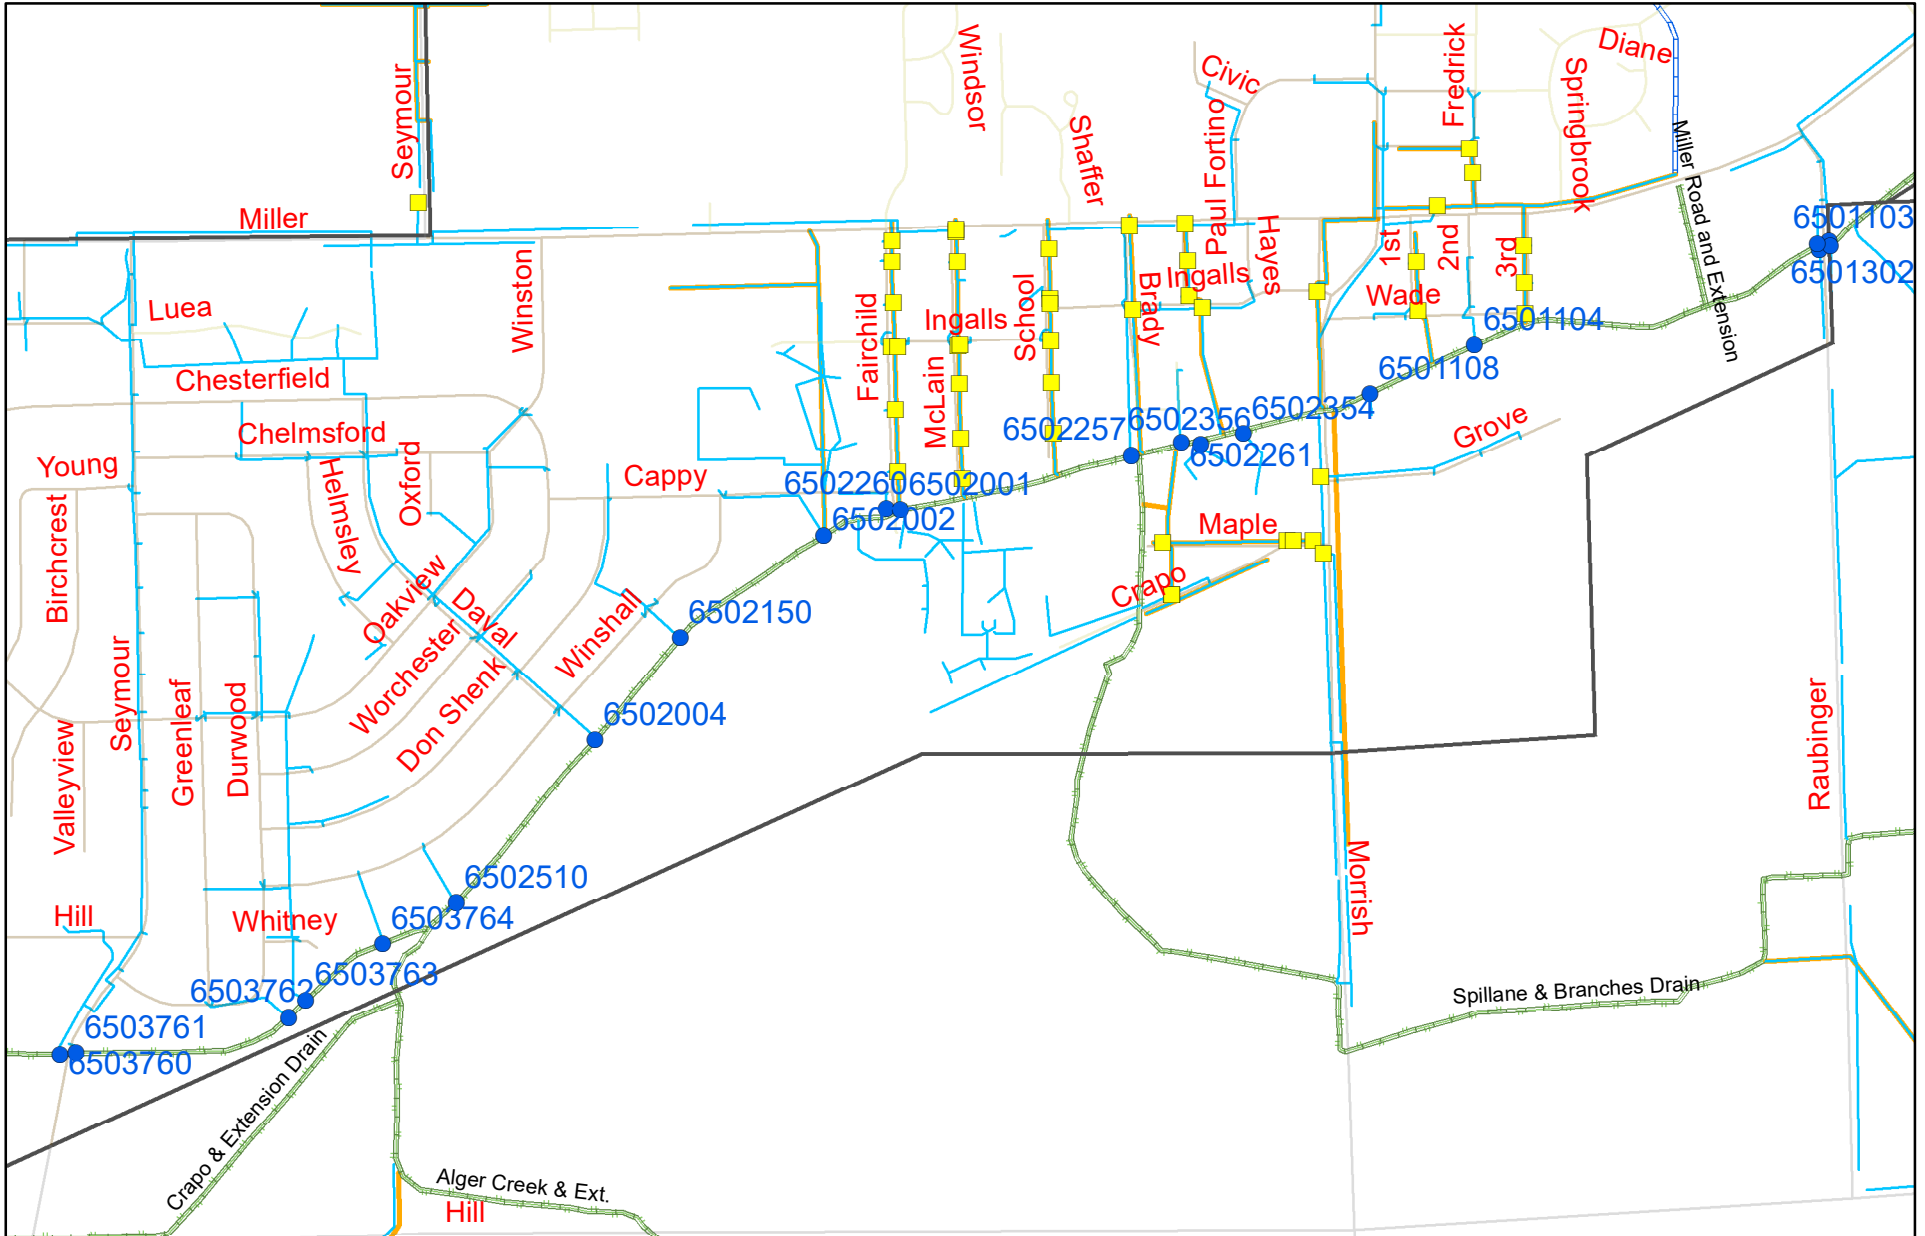 Windsor
Civic
Fredrick
Diane
Springbrook
Seymour
Shaffer
Paul Fortino
Miller Road and Extension
Miller
6501103
Winston
Hayes
1st
2nd
3rd
6501302
Luea
Fairchild
Ingalls
School
Brady
Ingalls
Wade
6501104
Chesterfield
McLain
6501108
Chelmsford
Oxford
6502257
6502356
6502354
Grove
6502261
Young
Helmsley
Cappy
6502260
6502001
6502002
Maple
Birchcrest
Oakview
Daval
Crapo
Winshall
6502150
Worchester
Don Shenk
Seymour
6502004
Valleyview
Greenleaf
Durwood
Raubinger
6502510
Morrish
Hill
Whitney
6503764
6503763
6503762
Spillane & Branches Drain
6503761
6503760
Crapo & Extension Drain
Alger Creek & Ext.
Hill